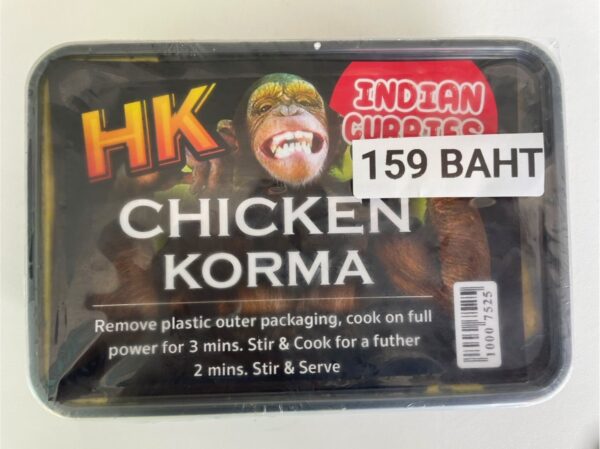 HK
INDIAN
CURRIES
159 BAHT
CHICKEN
KORMA
Remove plastic outer packaging, cook on full
power for 3 mins. Stir & Cook for a futher
2 mins. Stir & Serve
1000 7525